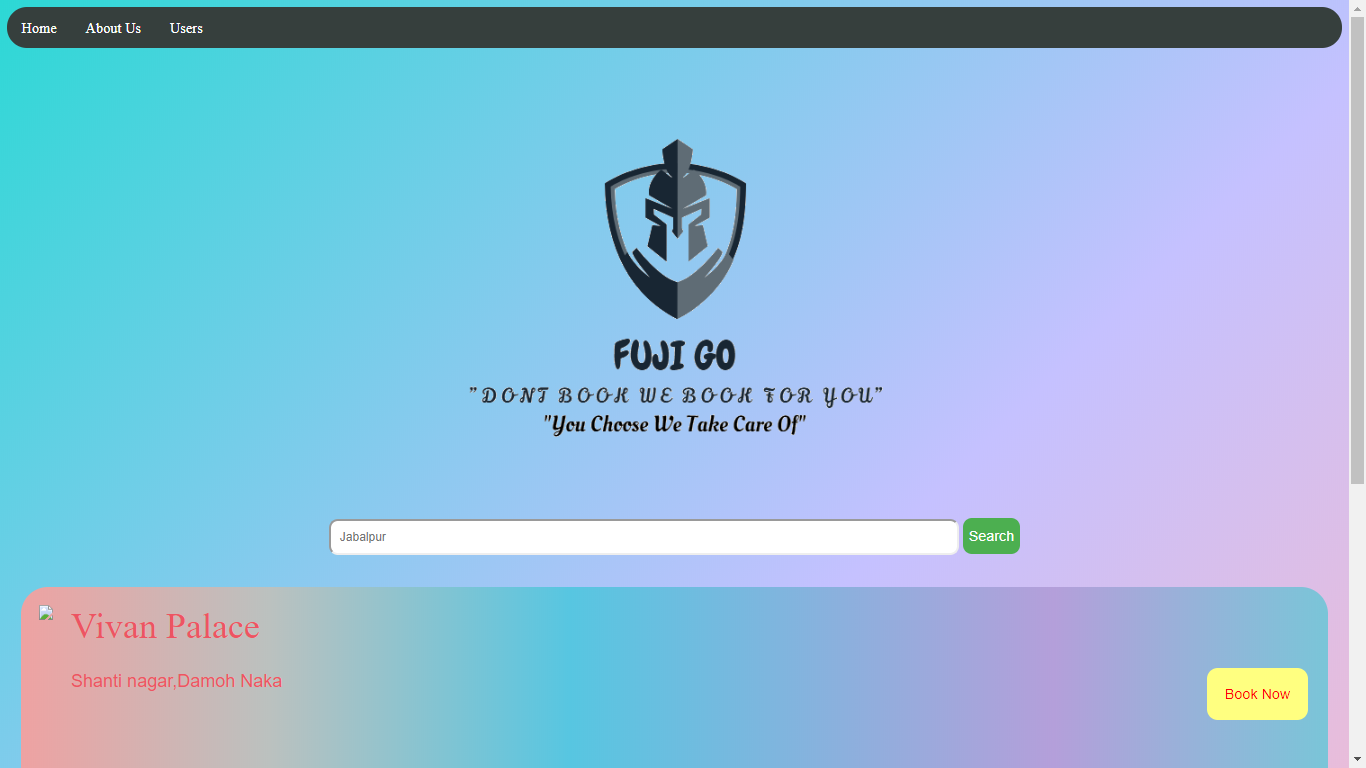 Home About Us Users
FUJI GO
"DONT BOOK WE BOOK FOR YOU"
"You Choose We Take Care Of"
Jabalpur Search
Vivan Palace
Shanti nagar,Damoh Naka
Book Now